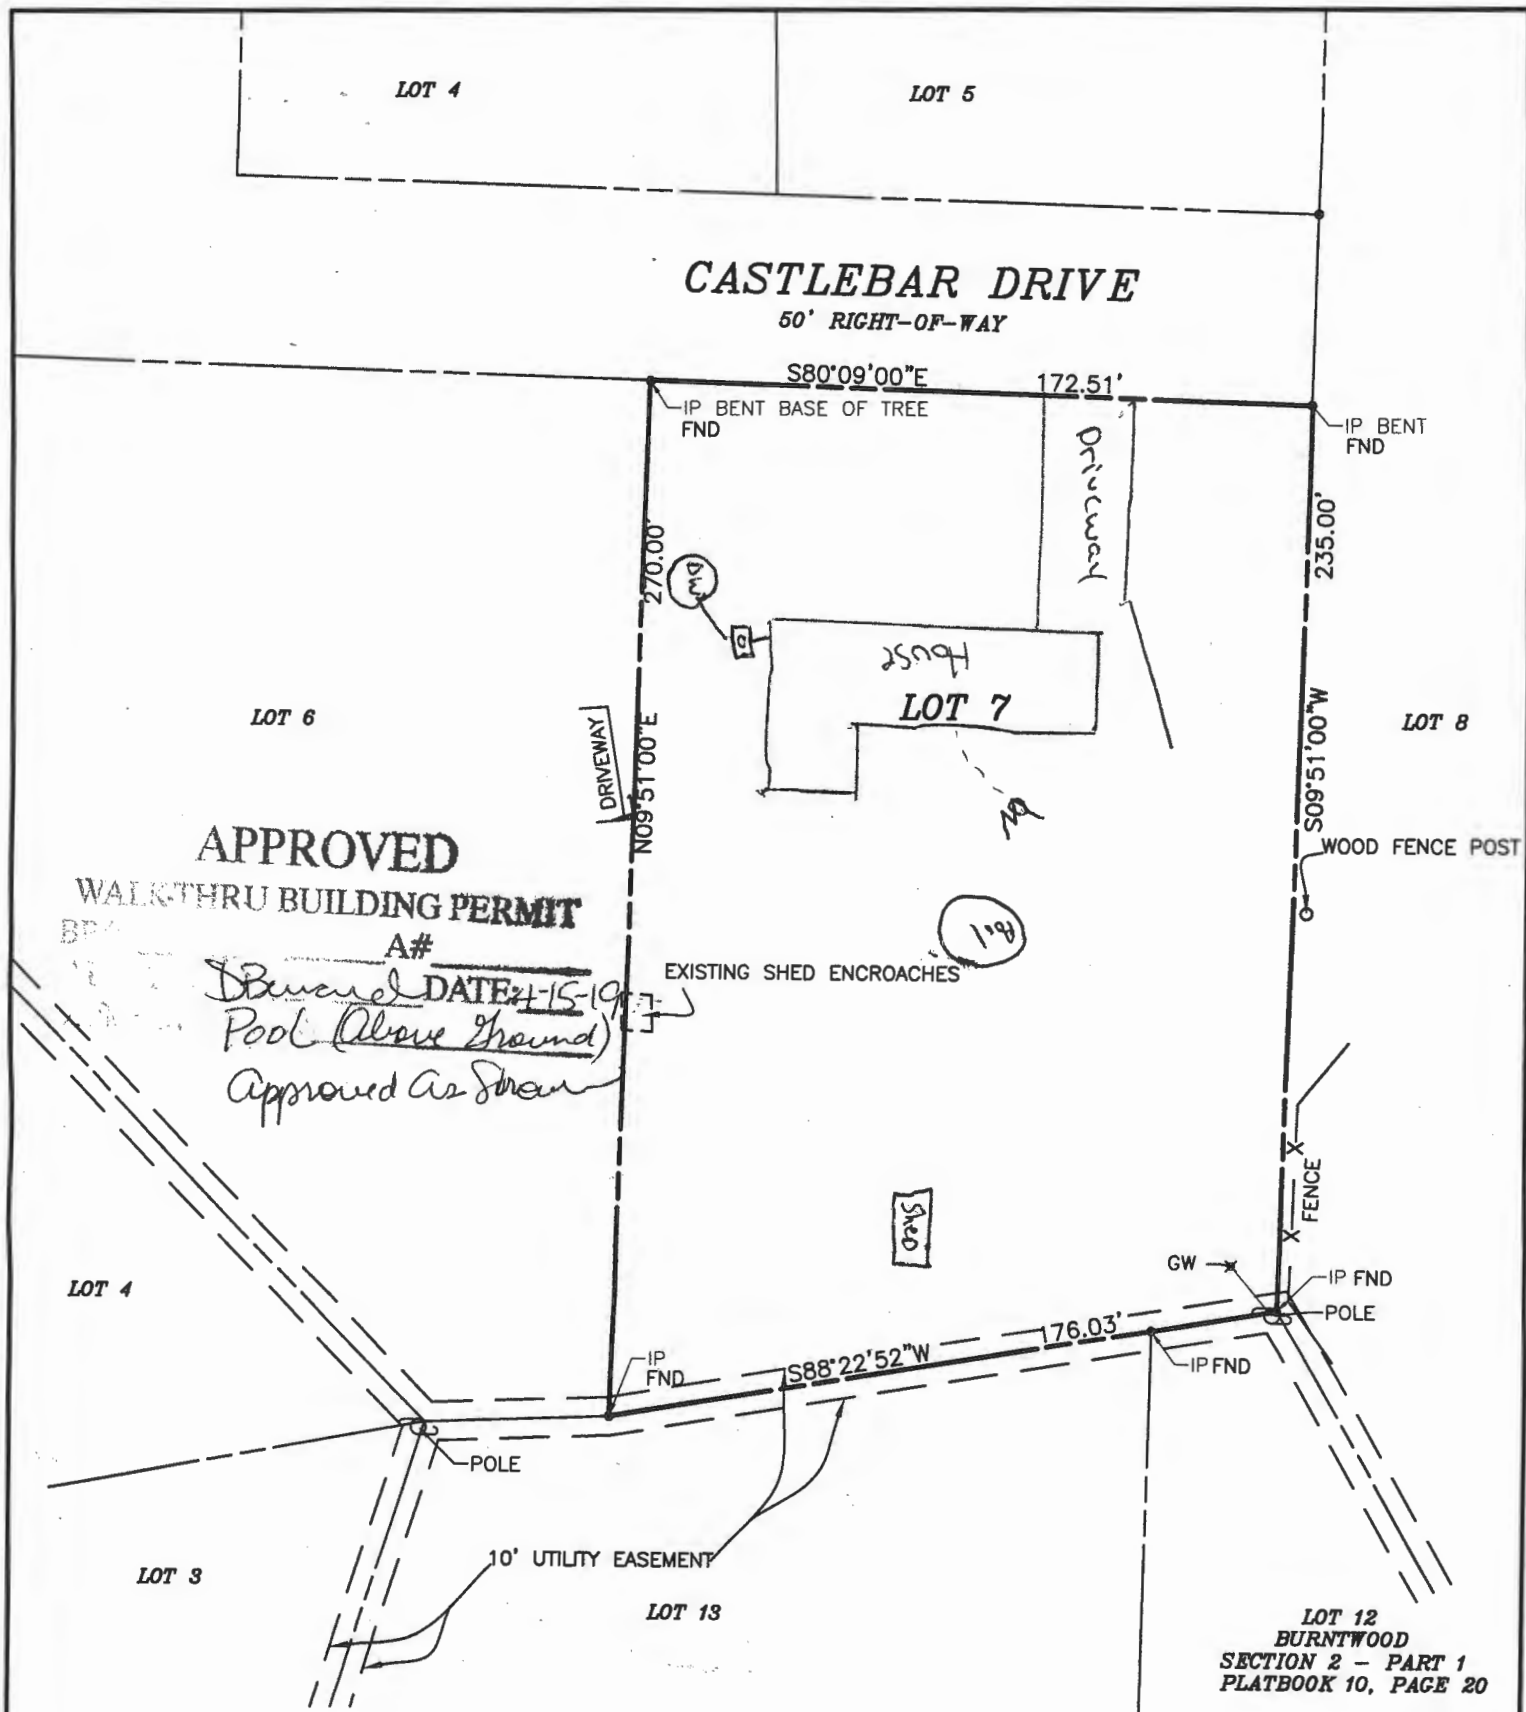 LOT 4
LOT 5
CASTLEBAR DRIVE
50' RIGHT-OF-WAY
S80°09'00"E
172.51'
IP BENT BASE OF TREE
FND
IP BENT
FND
Driveway
270.00'
235.00'
DW
D
House
LOT 7
LOT 6
LOT 8
DRIVEWAY
N09°51'00"E
S09°51'00"W
WOOD FENCE POST
APPROVED
WALK-THRU BUILDING PERMIT
A#
DATE: 4-15-19
Pool (Above Ground)
Approved As Shown
EXISTING SHED ENCROACHES
Pool
FENCE
Shed
GW
IP FND
POLE
LOT 4
176.03'
S88°22'52"W
IP
FND
IP FND
POLE
10' UTILITY EASEMENT
LOT 3
LOT 13
LOT 12
BURNTWOOD
SECTION 2 - PART 1
PLATBOOK 10, PAGE 20